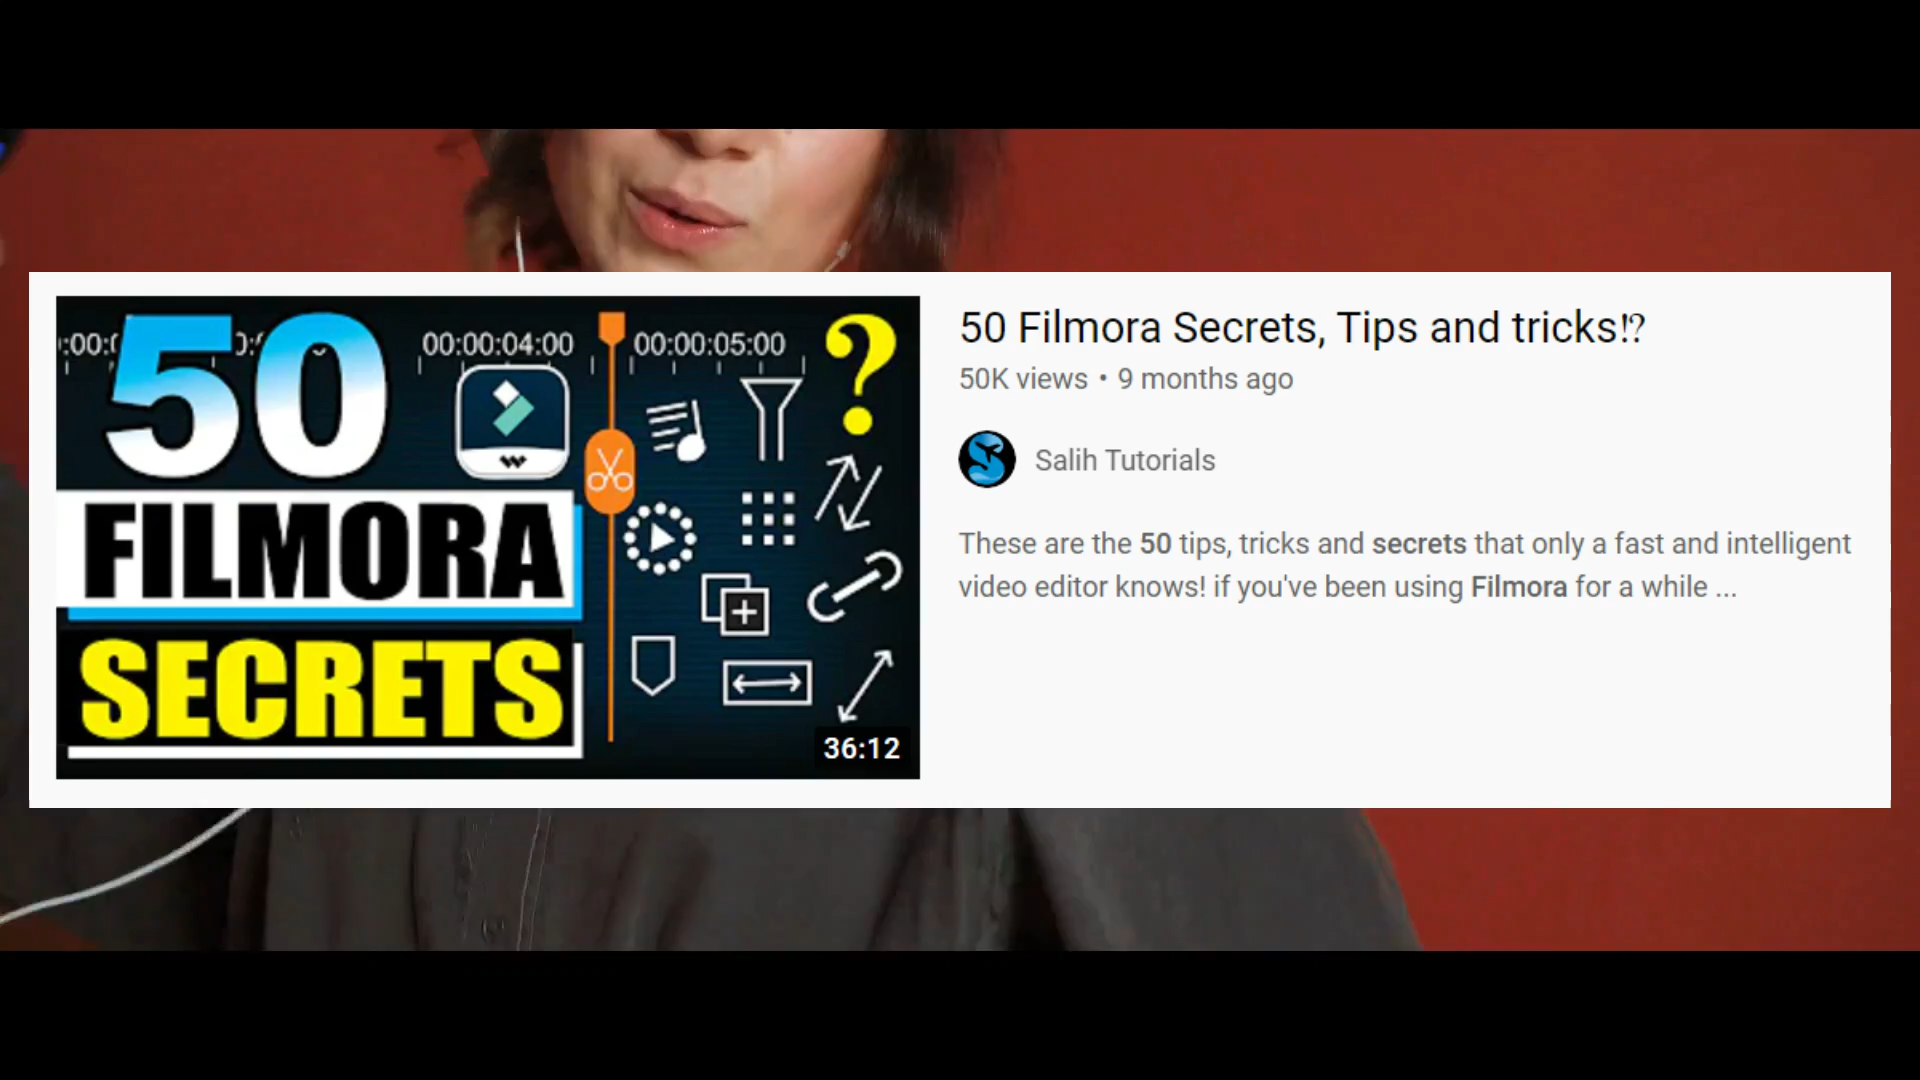 50 Filmora Secrets, Tips and tricks⁉
50K views • 9 months ago
Salih Tutorials
These are the 50 tips, tricks and secrets that only a fast and intelligent
video editor knows! if you've been using Filmora for a while ...
00:00:04:00 00:00:05:00
50
FILMORA
SECRETS
?
36:12